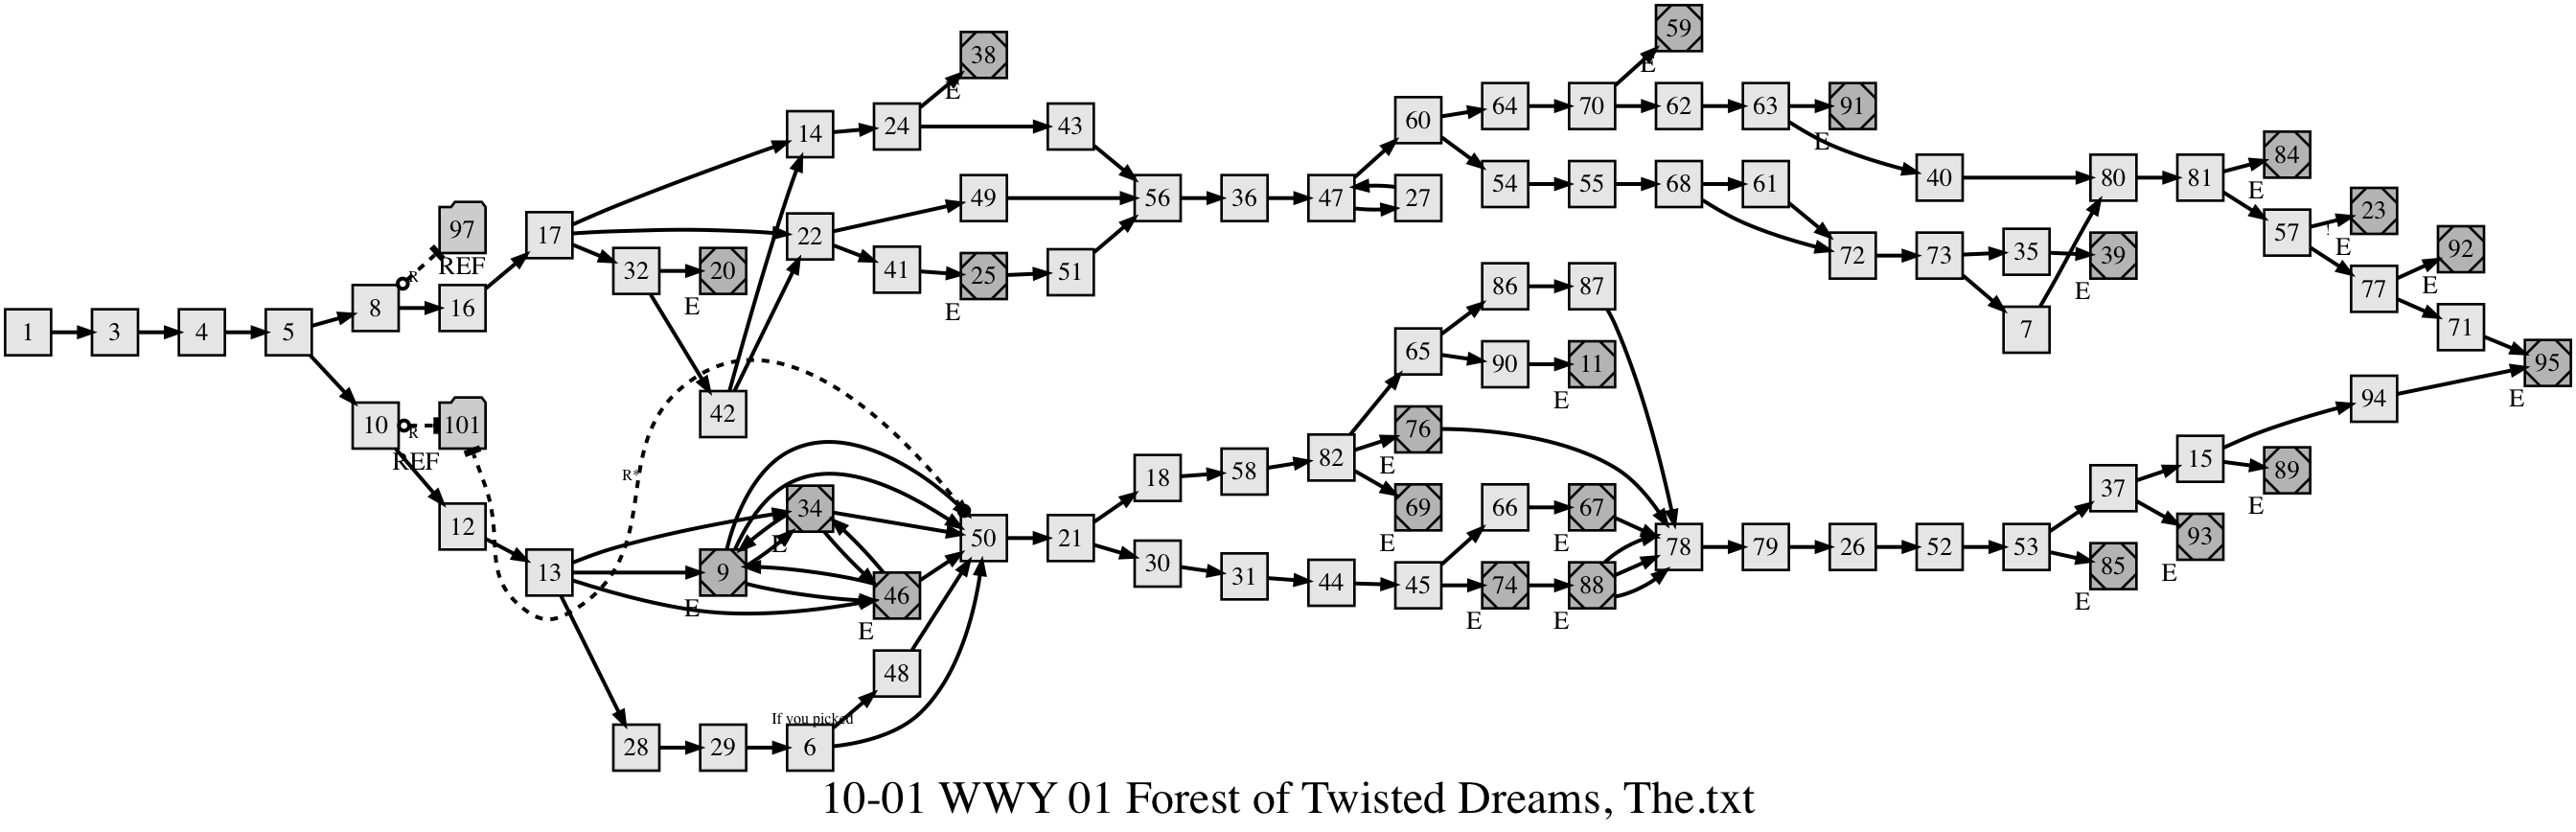 59
38
E
E
60 64 70 62 63 91
14 24 43
E
84
97 17 22 49 56 36 47 27 54 55 68 61 40 80 81
E
REF
R
32 20 41 25 51 72 73 35 39 57 23
! E
92
E
E
E
E
1 3 4 5 8 16 86 87 7 77 71
65 90 11 95
E
E
42 94
10 101
R
REF
76
E
R*
12 34 50 21 18 58 82 69 66 67 78 79 26 52 53 37 15 89
E
E
E
E
93
13 9 46 30 31 44 45 74 88 85
E
E
E
E
E
E
48
If you picked
28 29 6
10-01 WWY 01 Forest of Twisted Dreams, The.txt